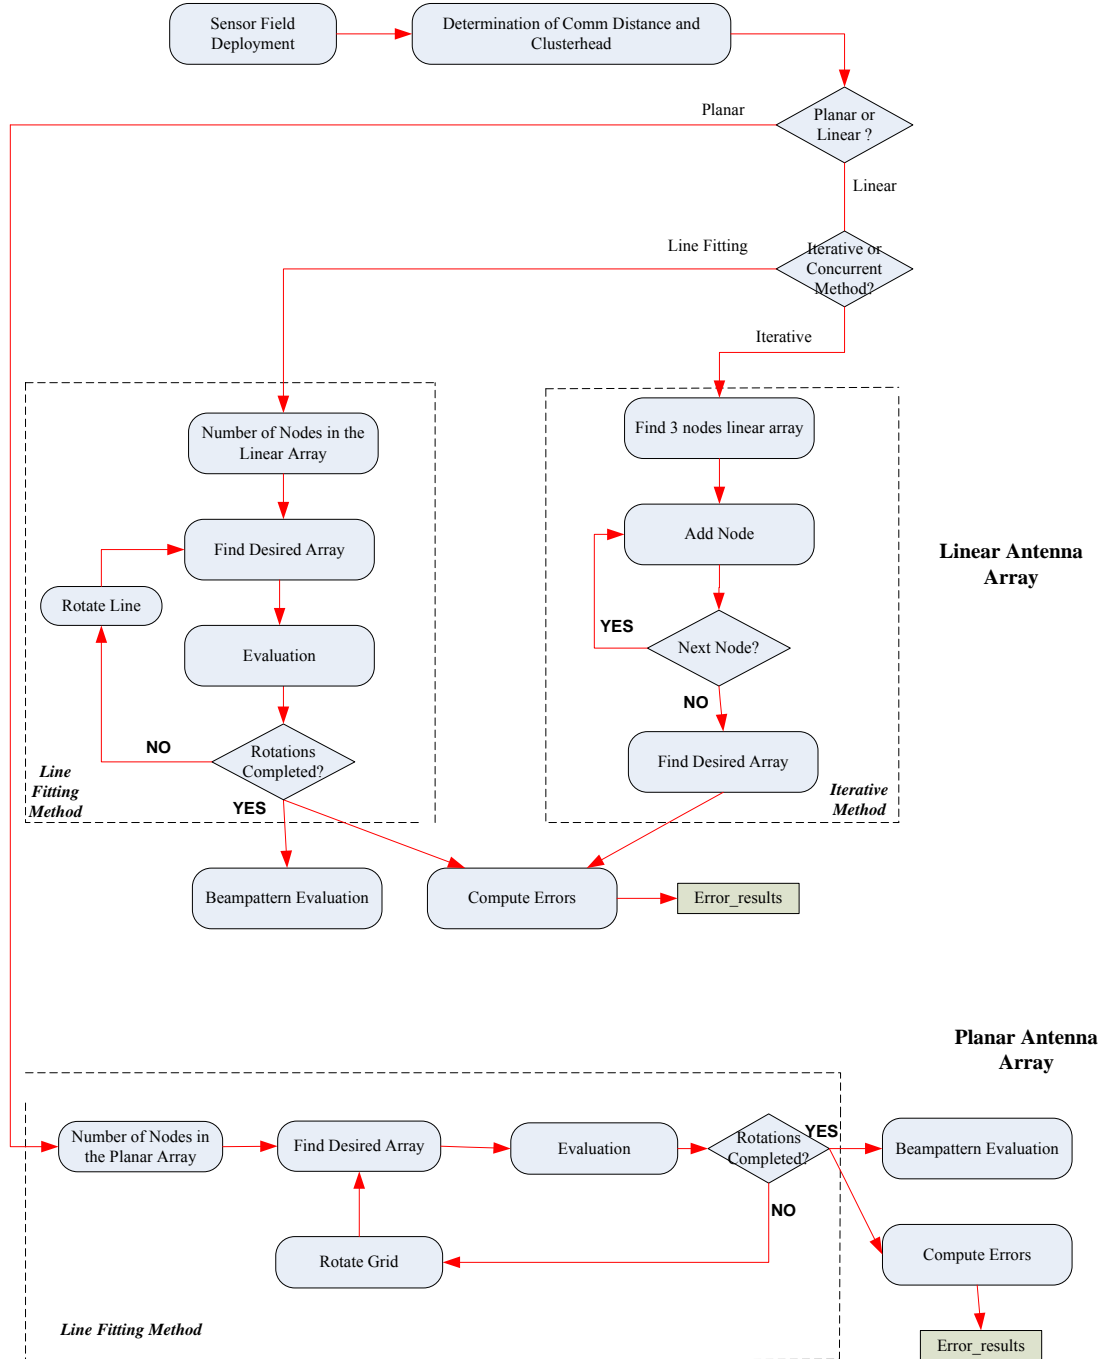 Sensor Field
Deployment
Determination of Comm Distance and
Clusterhead
Planar
Planar or
Linear ?
Linear
Line Fitting
Iterative or
Concurrent
Method?
Iterative
Number of Nodes in the
Linear Array
Find 3 nodes linear array
Find Desired Array
Add Node
Linear Antenna
Array
Rotate Line
YES
Evaluation
Next Node?
NO
NO
Rotations
Completed?
Find Desired Array
Line
Fitting
Method
Iterative
Method
YES
Beampattern Evaluation
Compute Errors
Error_results
Planar Antenna
Array
Number of Nodes in
the Planar Array
Find Desired Array
Evaluation
Rotations
Completed?
YES
Beampattern Evaluation
NO
Rotate Grid
Compute Errors
Line Fitting Method
Error_results